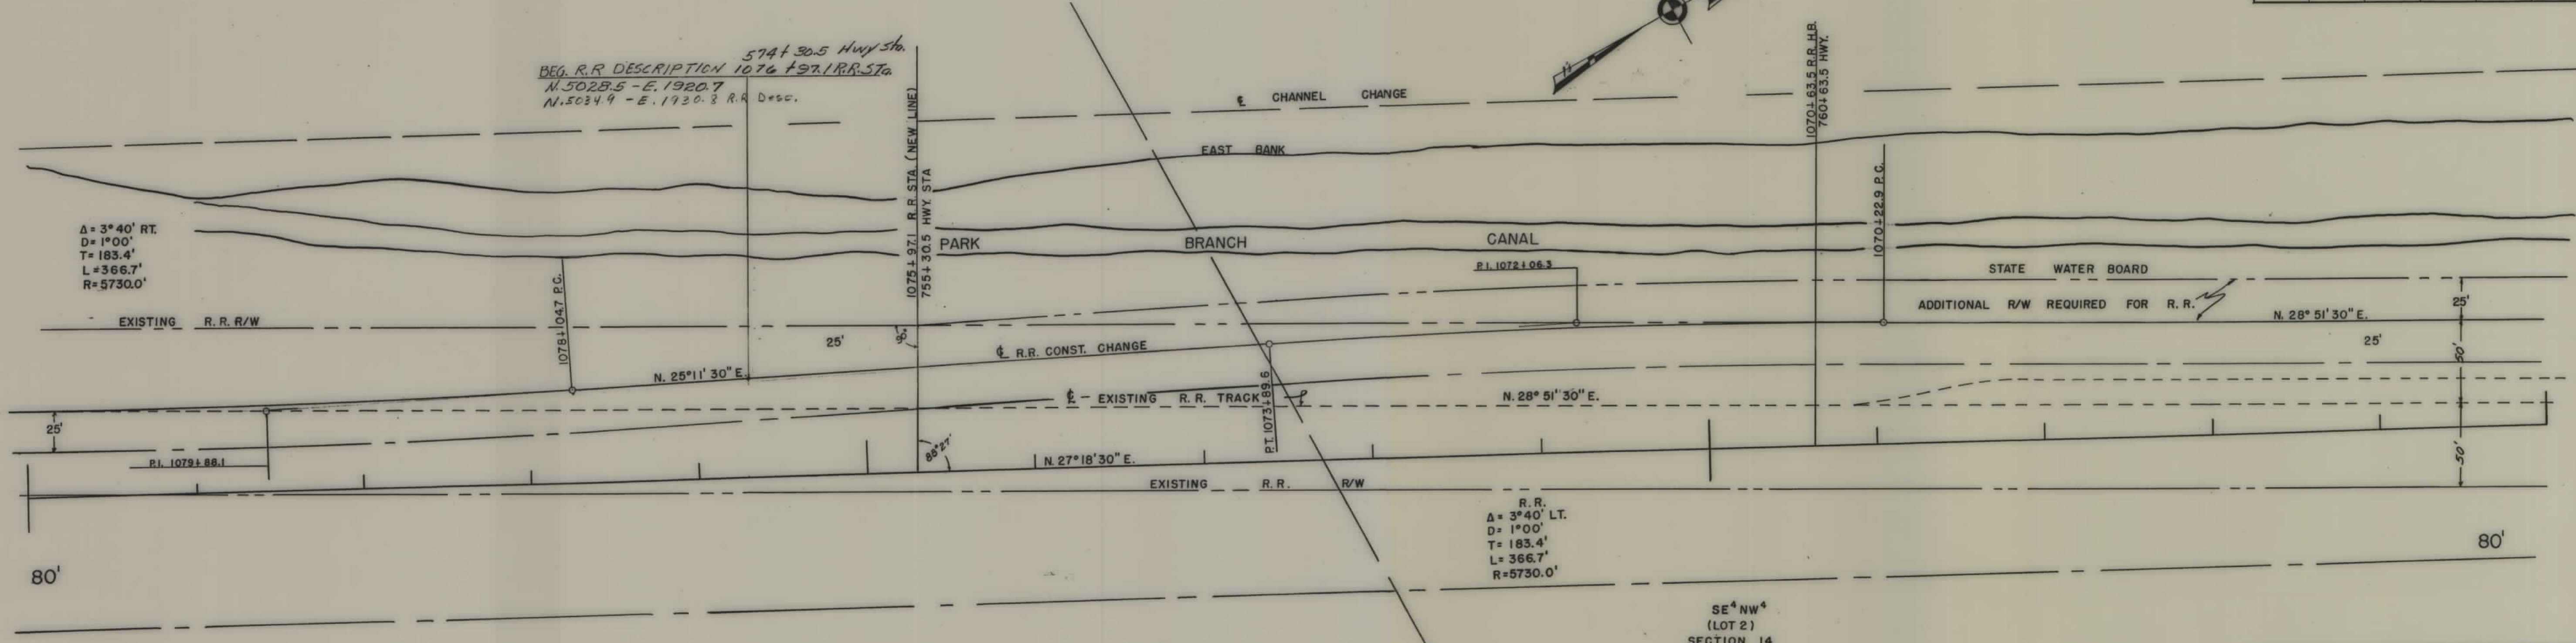 574+30.5 Hwy Sta.
BEG. R.R DESCRIPTION 1076+97.1 R.R. STa.
N.5028.5 - E.1920.7
N.5034.9 - E.1930.8 R.R Desc.
Δ = 3°40' RT.
D = 1°00'
T = 183.4'
L = 366.7'
R = 5730.0'
EXISTING R.R. R/W
1078+04.7 P.C.
N. 25°11'30" E.
25'
P.I. 1079+88.1
80'
1075+97.1 R.R. STA. (NEW LINE)
755+30.5 HWY. STA
25'
90°
88°27'
℄ CHANNEL CHANGE
EAST BANK
PARK BRANCH CANAL
℄ R.R. CONST. CHANGE
℄ - EXISTING R.R. TRACK
P.T. 1073+89.6
N. 27°18'30" E.
EXISTING R.R. R/W
P.I. 1072+06.3
N. 28°51'30" E.
1070+63.5 R.R. H.B.
760+63.5 HWY.
1070+22.9 P.C.
STATE WATER BOARD
ADDITIONAL R/W REQUIRED FOR R.R.
N. 28°51'30" E.
25'
25'
50'
50'
R.R.
Δ = 3°40' LT.
D = 1°00'
T = 183.4'
L = 366.7'
R=5730.0'
80'
SE⁴ NW⁴
(LOT 2)
SECTION 14